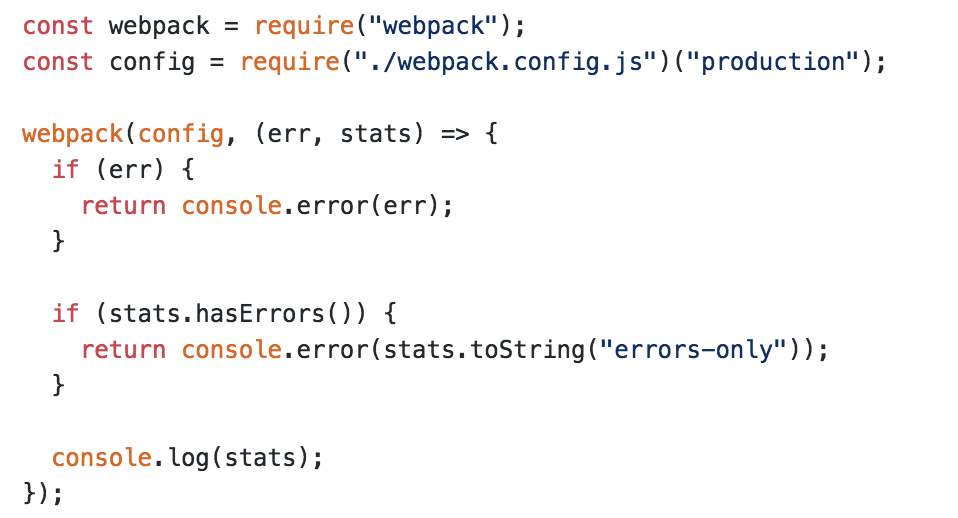 const webpack = require("webpack");
const config = require("./webpack.config.js")("production");

webpack(config, (err, stats) => {
  if (err) {
    return console.error(err);
  }

  if (stats.hasErrors()) {
    return console.error(stats.toString("errors-only"));
  }

  console.log(stats);
});